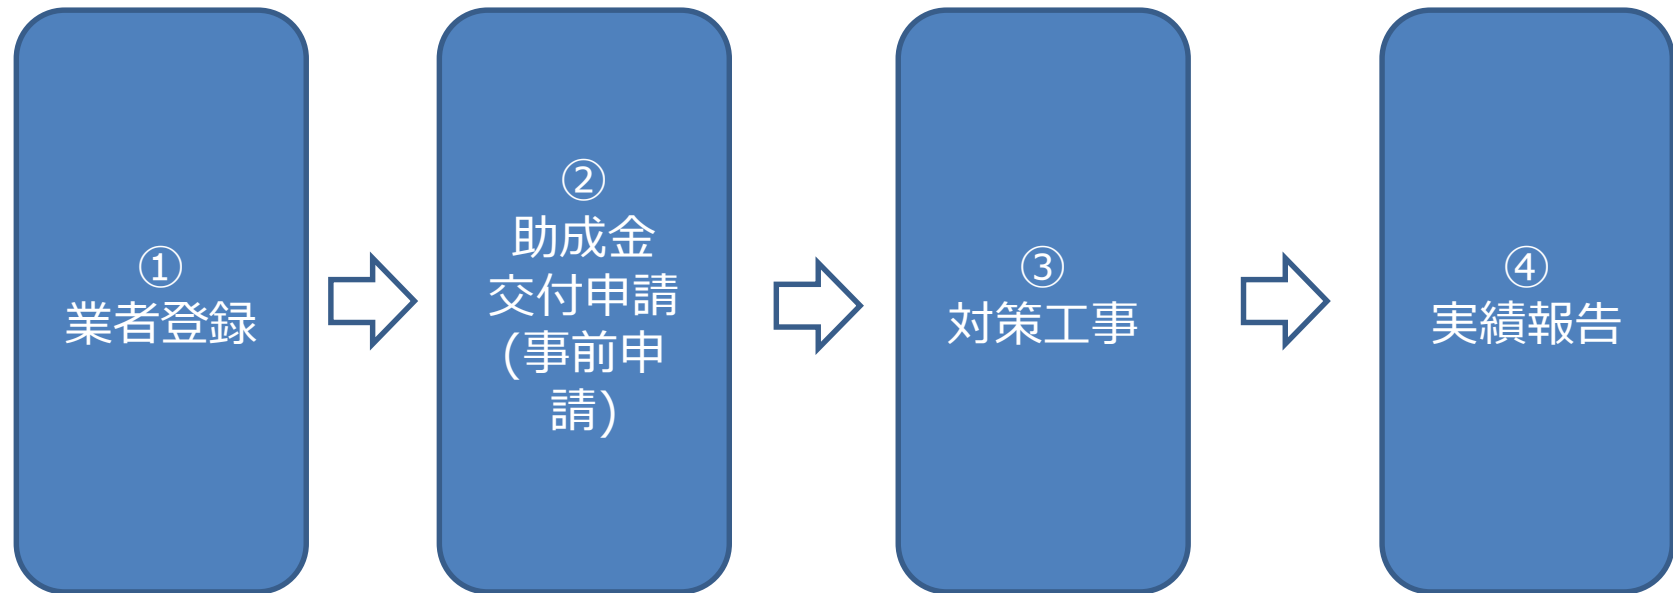 ①
業者登録
②
助成金
交付申請
(事前申
請)
③
対策工事
④
実績報告